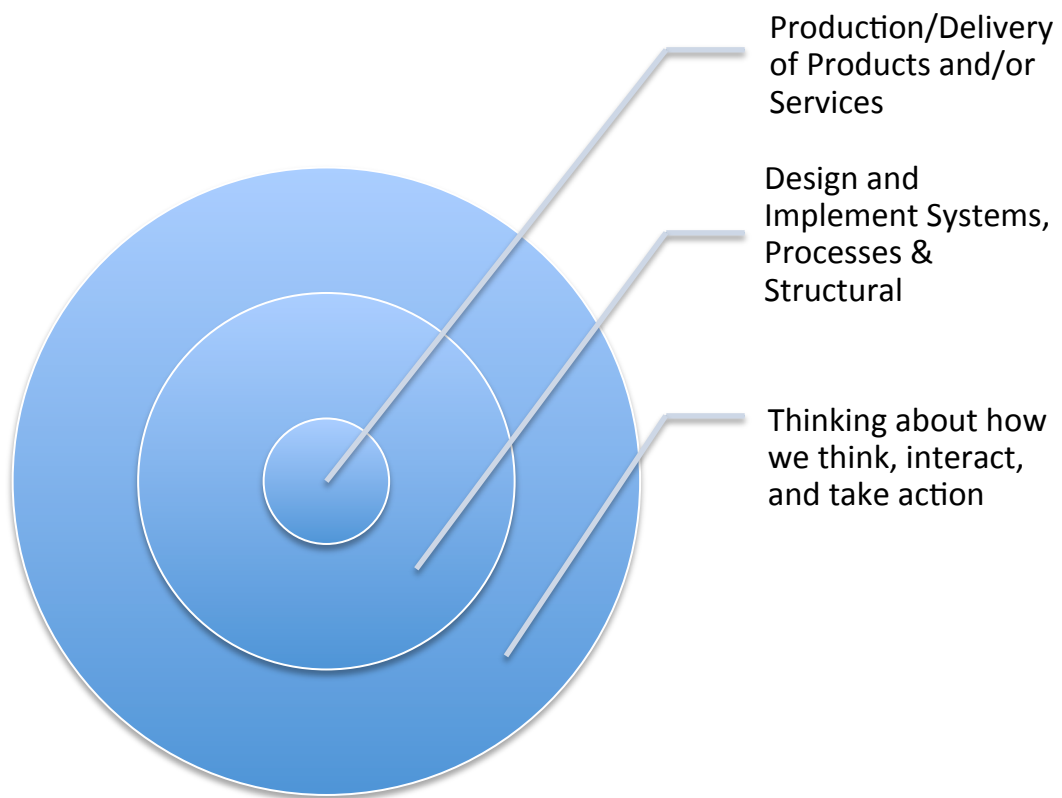 Production/Delivery
of Products and/or
Services
Design and
Implement Systems,
Processes &
Structural
Thinking about how
we think, interact,
and take action